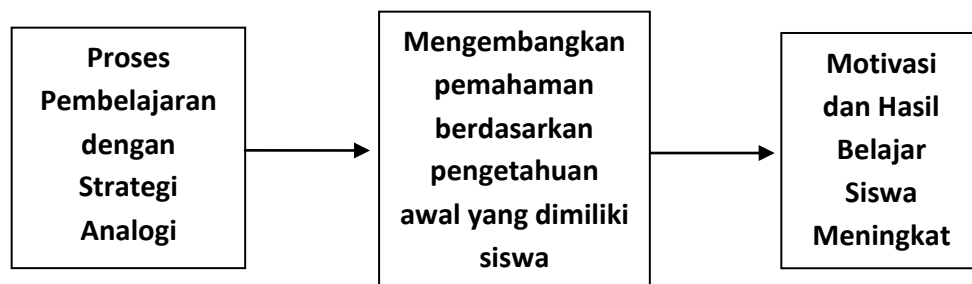 Proses
Pembelajaran
dengan
Strategi
Analogi
Mengembangkan
pemahaman
berdasarkan
pengetahuan
awal yang dimiliki
siswa
Motivasi
dan Hasil
Belajar
Siswa
Meningkat